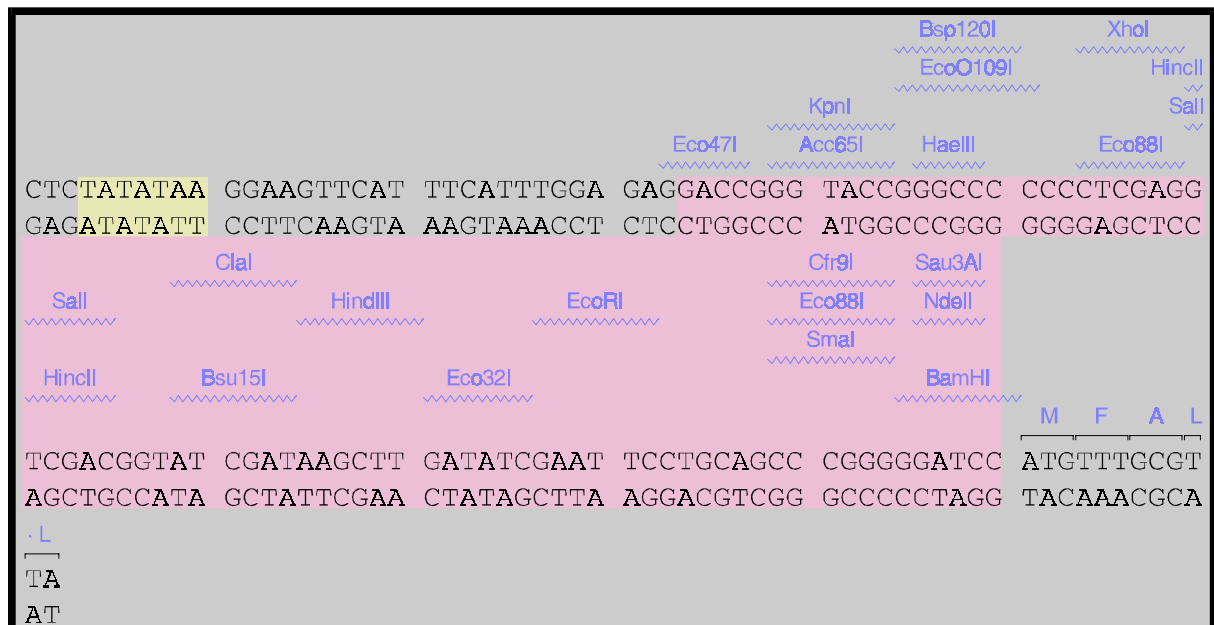 Bsp120I XhoI
EcoO109I HincII
KpnI SalI
Eco47I Acc65I HaeIII Eco88I
CTCTATATAA GGAAGTTCAT TTCATTTGGA GAGGACCGGG TACCGGGCCC CCCCTCGAGG
GAGATATATT CCTTCAAGTA AAGTAAACCT CTCCTGGCCC ATGGCCCGGG GGGGAGCTCC
ClaI Cfr9I Sau3AI
SalI HindIII EcoRI Eco88I NdeII
SmaI
HincII Bsu15I Eco32I BamHI
M F A L
TCGACGGTAT CGATAAGCTT GATATCGAAT TCCTGCAGCC CGGGGGATCC ATGTTTGCGT
AGCTGCCATA GCTATTCGAA CTATAGCTTA AGGACGTCGG GCCCCCTAGG TACAAACGCA
· L
TA
AT